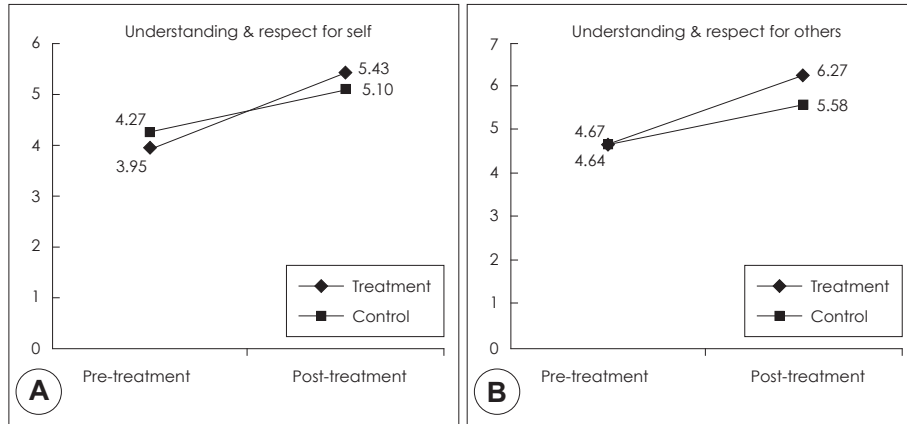 Understanding & respect for self
6
5
4
3
2
1
0
5.43
5.10
4.27
3.95
Treatment
Control
Pre-treatment
Post-treatment
A
Understanding & respect for others
7
6
5
4
3
2
1
0
6.27
5.58
4.67
4.64
Treatment
Control
Pre-treatment
Post-treatment
B